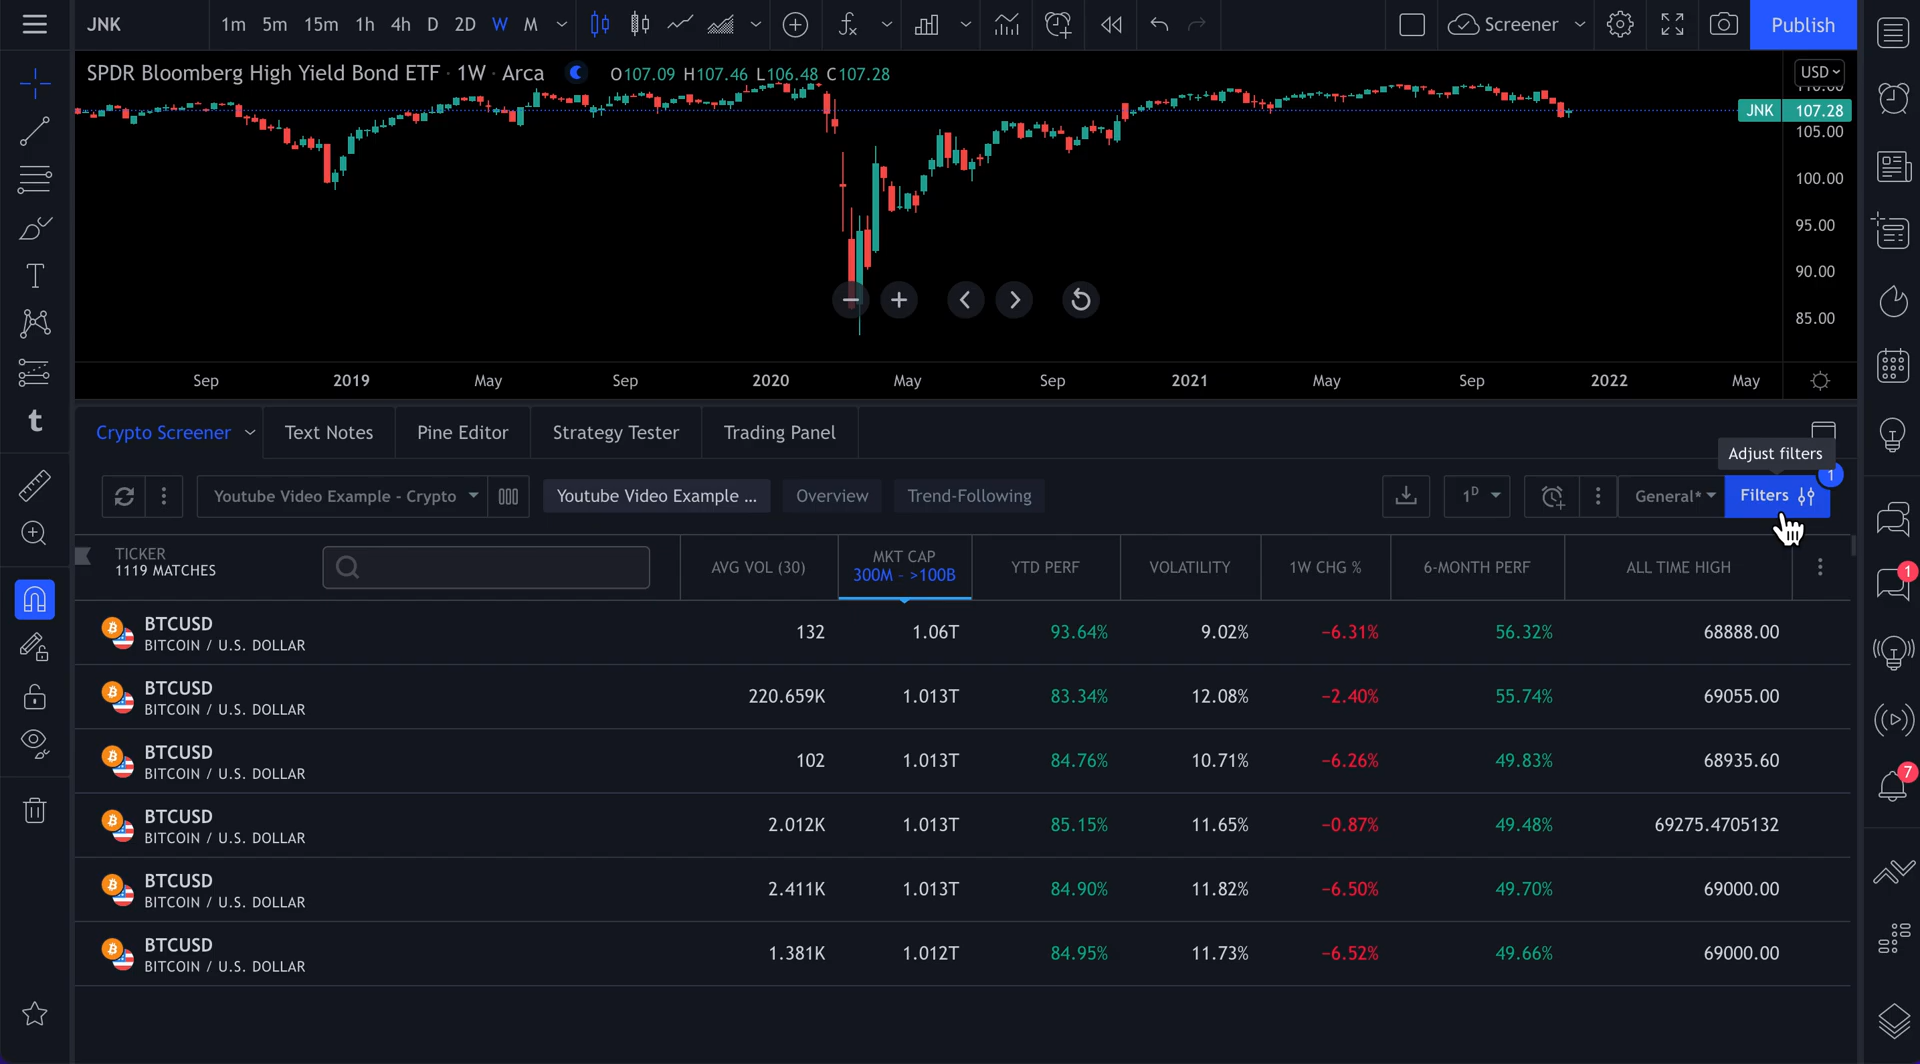 JNK 1m 5m 15m 1h 4h D 2D W M Screener Publish
SPDR Bloomberg High Yield Bond ETF · 1W · Arca O107.09 H107.46 L106.48 C107.28
USD
110.00
JNK 107.28
105.00
100.00
95.00
90.00
85.00
Sep 2019 May Sep 2020 May Sep 2021 May Sep 2022 May
Crypto Screener Text Notes Pine Editor Strategy Tester Trading Panel
Adjust filters
1
Youtube Video Example - Crypto Youtube Video Example ... Overview Trend-Following 1D General* Filters
TICKER
1119 MATCHES
AVG VOL (30) MKT CAP YTD PERF VOLATILITY 1W CHG % 6-MONTH PERF ALL TIME HIGH
300M - >100B
BTCUSD 132 1.06T 93.64% 9.02% −6.31% 56.32% 68888.00
BITCOIN / U.S. DOLLAR
BTCUSD 220.659K 1.013T 83.34% 12.08% −2.40% 55.74% 69055.00
BITCOIN / U.S. DOLLAR
BTCUSD 102 1.013T 84.76% 10.71% −6.26% 49.83% 68935.60
BITCOIN / U.S. DOLLAR
BTCUSD 2.012K 1.013T 85.15% 11.65% −0.87% 49.48% 69275.4705132
BITCOIN / U.S. DOLLAR
BTCUSD 2.411K 1.013T 84.90% 11.82% −6.50% 49.70% 69000.00
BITCOIN / U.S. DOLLAR
BTCUSD 1.381K 1.012T 84.95% 11.73% −6.52% 49.66% 69000.00
BITCOIN / U.S. DOLLAR
1
7